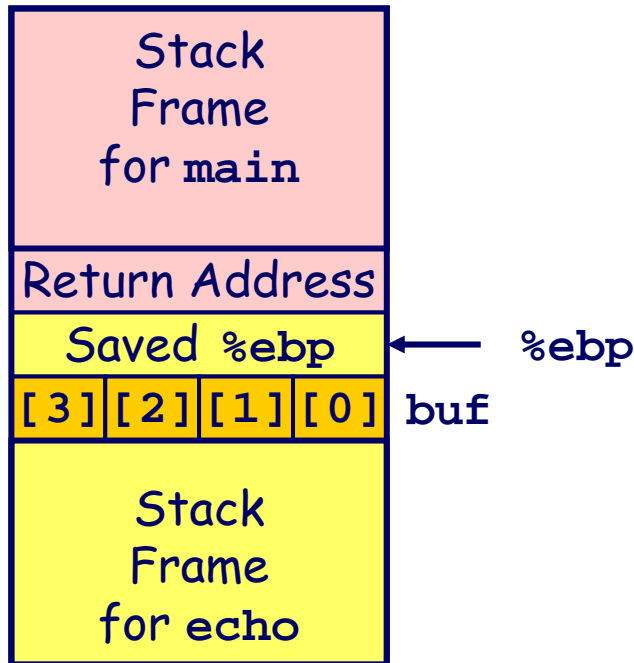 Stack
Frame
for main
Return Address
Saved %ebp
%ebp
[3][2][1][0]
buf
Stack
Frame
for echo